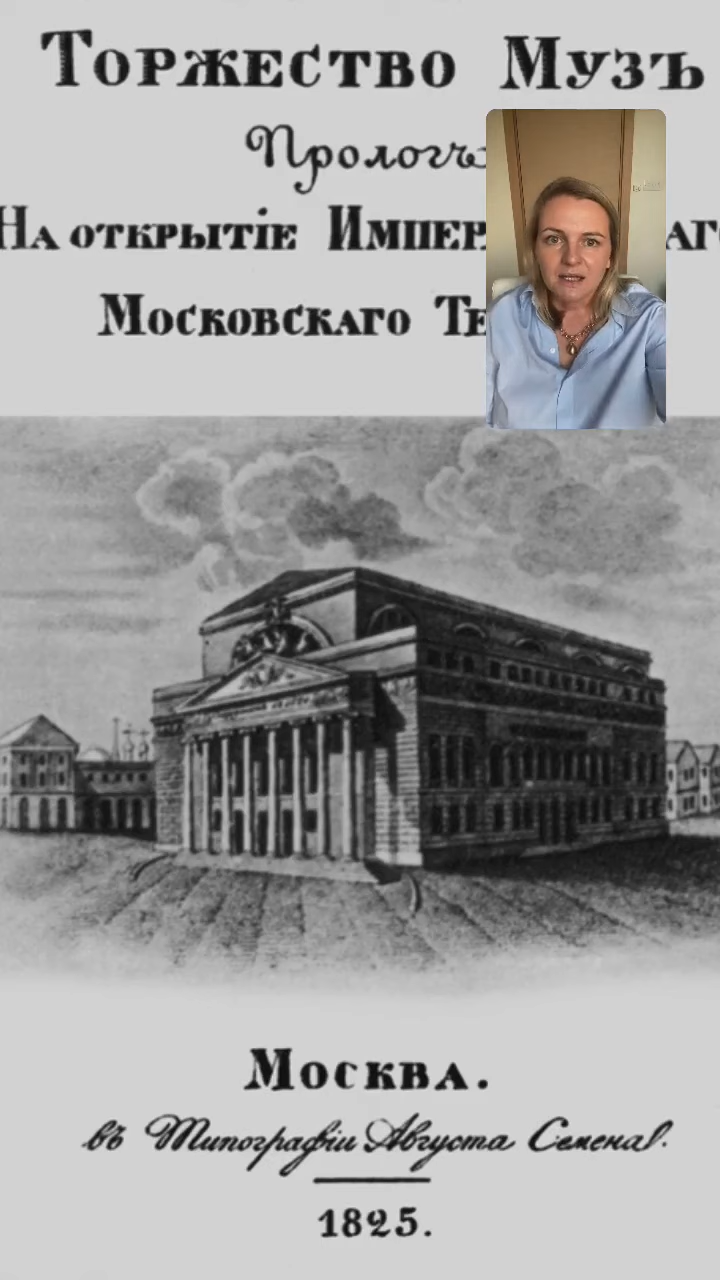 Торжество Музъ
Прологъ
На открытіе Импер
Московскаго Те
Москва.
въ Типографіи Августа Семена.
1825.